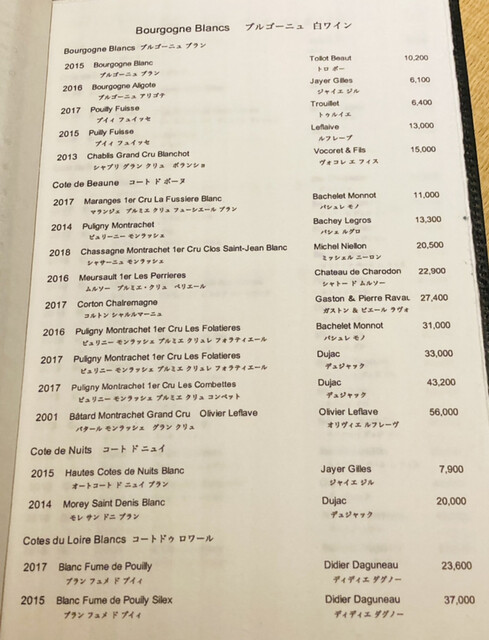 Bourgogne Blancs ブルゴーニュ 白ワイン
Bourgogne Blancs ブルゴーニュ ブラン
2015 Bourgogne Blanc Tollot Beaut 10,200
ブルゴーニュ ブラン トロ ボー
Bourgogne Aligote Jayer Gilles 6,100
ブルゴーニュ アリゴテ ジャイエ ジル
2017 Pouilly Fuisse Trouillet 6,400
プイィ フュイッセ トゥルイエ
2015 Puilly Fuisse Leflaive 13,000
プイィ フュイッセ ルフレーブ
2013 Chablis Grand Cru Blanchot Vocoret & Fils 15,000
シャブリ グラン クリュ ボランショ ヴォコレ エ フィス
Cote de Beaune コート ド ボーヌ
2017 Maranges 1er Cru La Fussiere Blanc Bachelet Monnot 11,000
マランジェ プルミエ クリュ フューシエール ブラン バシュレ モノ
2014 Puligny Montrachet Bachey Legros 13,300
ピュリニー モンラッシェ バシェ ルグロ
2018 Chassagne Montrachet 1er Cru Clos Saint-Jean Blanc Michel Niellon 20,500
シャサーニュ モンラッシェ ミッシェル ニーロン
2016 Meursault 1er Les Perrieres Chateau de Charodon 22,900
ムルソー プルミエ・クリュ ペリエール シャトー ド ムルソー
2017 Corton Chalremagne Gaston & Pierre Ravau 27,400
コルトン シャルルマーニュ ガストン & ピエール ラヴォ
2016 Puligny Montrachet 1er Cru Les Folatieres Bachelet Monnot 31,000
ピュリニー モンラッシェ プルミエ クリュレ フォラティエール バシュレ モノ
2017 Puligny Montrachet 1er Cru Les Folatieres Dujac 33,000
ピュリニー モンラッシェ プルミエ クリュレ フォラティエール デュジャック
2017 Puligny Montrachet 1er Cru Les Combettes Dujac 43,200
ピュリニー モンラッシェ プルミエ クリュレ コンベット デュジャック
2001 Bâtard Montrachet Grand Cru Olivier Leflave Olivier Leflave 56,000
バタール モンラッシェ グラン クリュ オリヴィエ ルフレーヴ
Cote de Nuits コート ド ニュイ
2015 Hautes Cotes de Nuits Blanc Jayer Gilles 7,900
オートコート ド ニュイ ブラン ジャイエ ジル
2014 Morey Saint Denis Blanc Dujac 20,000
モレ サン ドニ ブラン デュジャック
Cotes du Loire Blancs コートドゥ ロワール
2017 Blanc Fume de Pouilly Didier Daguneau 23,600
ブラン フュメ ド プイィ ディディエ ダグノー
2015 Blanc Fume de Pouily Silex Didier Daguneau 37,000
ブラン フュメ ド プイィ ディディエ ダグノー